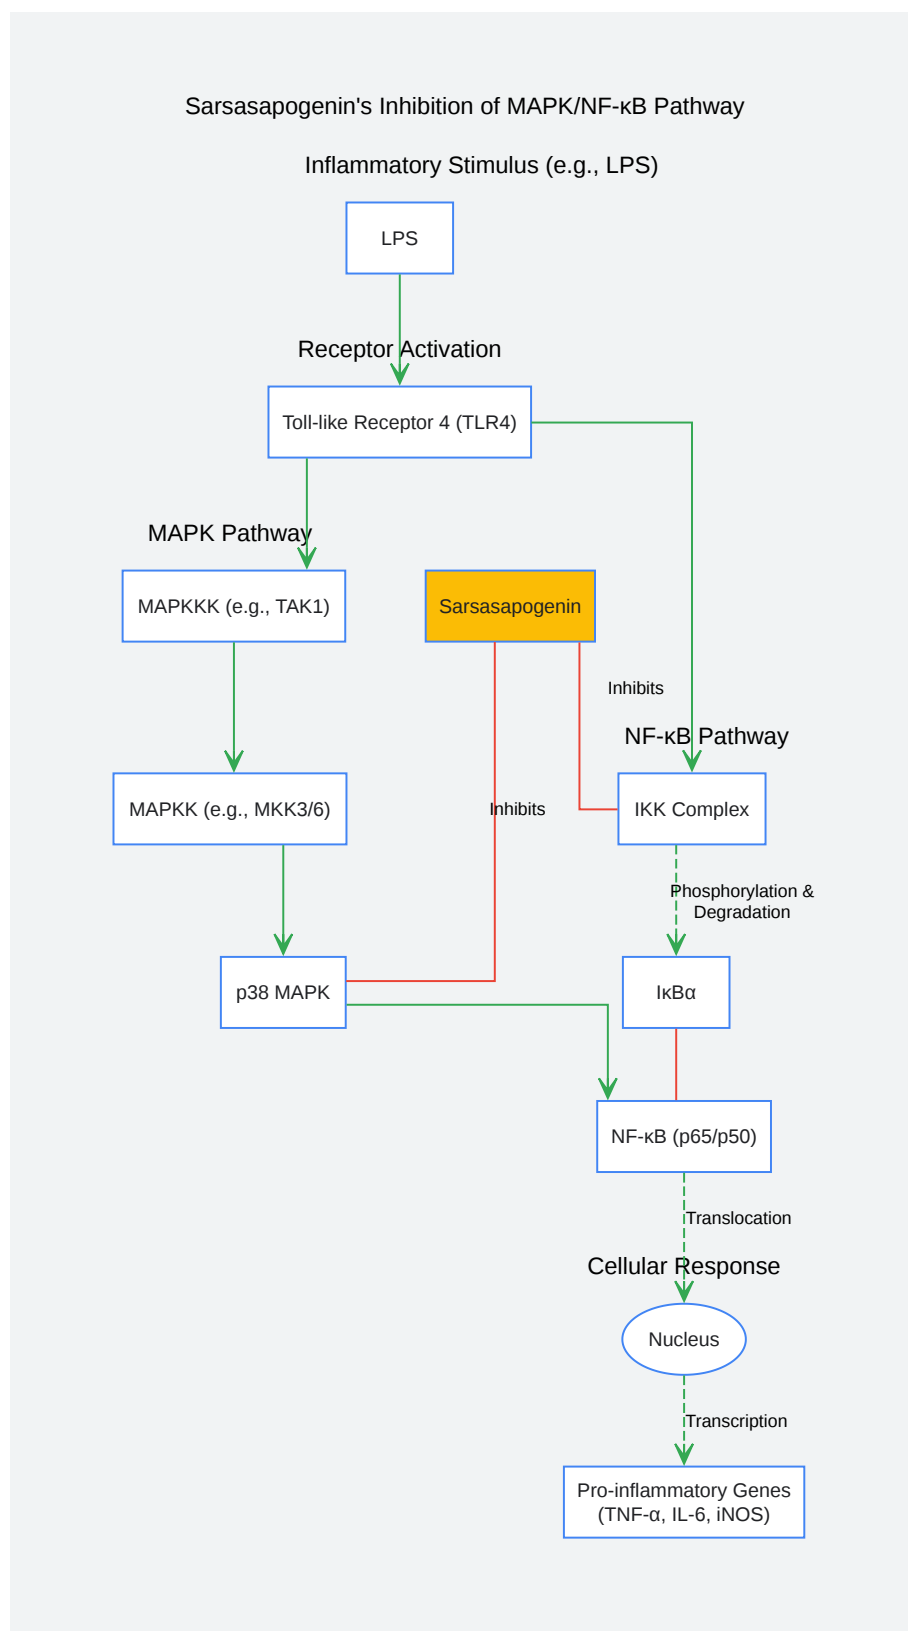 Sarsasapogenin's Inhibition of MAPK/NF-κB Pathway
Inflammatory Stimulus (e.g., LPS)
LPS
Receptor Activation
Toll-like Receptor 4 (TLR4)
MAPK Pathway
MAPKKK (e.g., TAK1)
Sarsasapogenin
Inhibits
NF-κB Pathway
MAPKK (e.g., MKK3/6)
Inhibits
IKK Complex
Phosphorylation &
Degradation
p38 MAPK
IκBα
NF-κB (p65/p50)
Translocation
Cellular Response
Nucleus
Transcription
Pro-inflammatory Genes
(TNF-α, IL-6, iNOS)